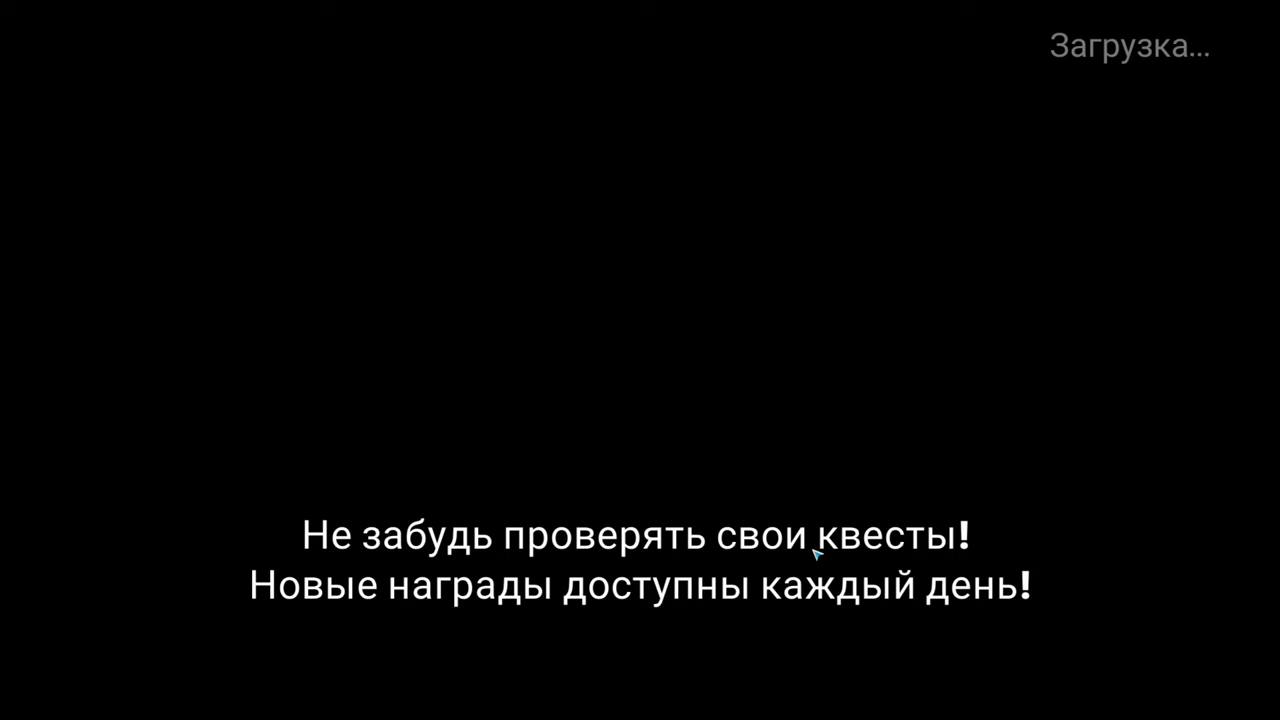 Загрузка...
Не забудь проверять свои квесты!
Новые награды доступны каждый день!